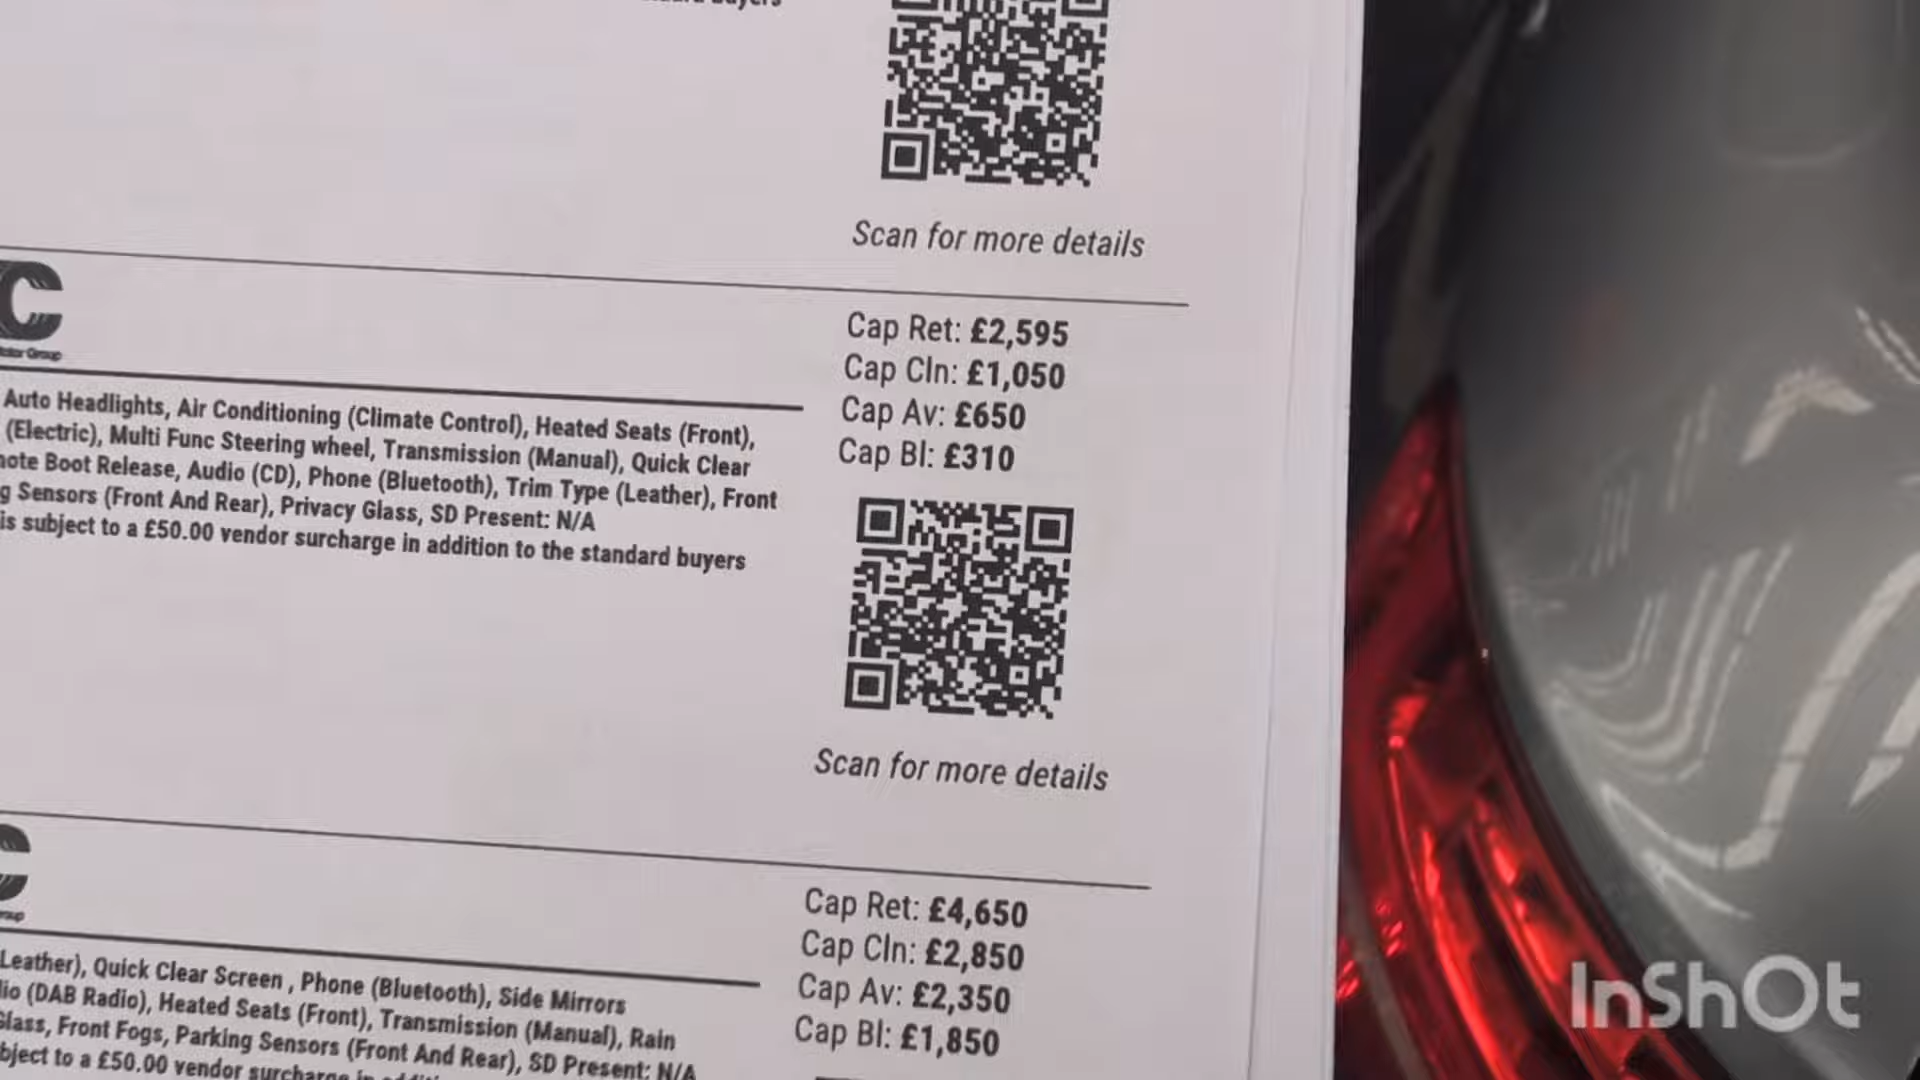 buyers
Scan for more details
C
Motor Group
Cap Ret: £2,595
Cap Cln: £1,050
Cap Av: £650
Cap Bl: £310
Auto Headlights, Air Conditioning (Climate Control), Heated Seats (Front),
(Electric), Multi Func Steering wheel, Transmission (Manual), Quick Clear
Boot Release, Audio (CD), Phone (Bluetooth), Trim Type (Leather), Front
Sensors (Front And Rear), Privacy Glass, SD Present: N/A
is subject to a £50.00 vendor surcharge in addition to the standard buyers
Scan for more details
C
Cap Ret: £4,650
Cap Cln: £2,850
Cap Av: £2,350
Cap Bl: £1,850
Leather), Quick Clear Screen , Phone (Bluetooth), Side Mirrors
(DAB Radio), Heated Seats (Front), Transmission (Manual), Rain
Glass, Front Fogs, Parking Sensors (Front And Rear), SD Present: N/A
to a £50.00 vendor surcharge in
InShOt